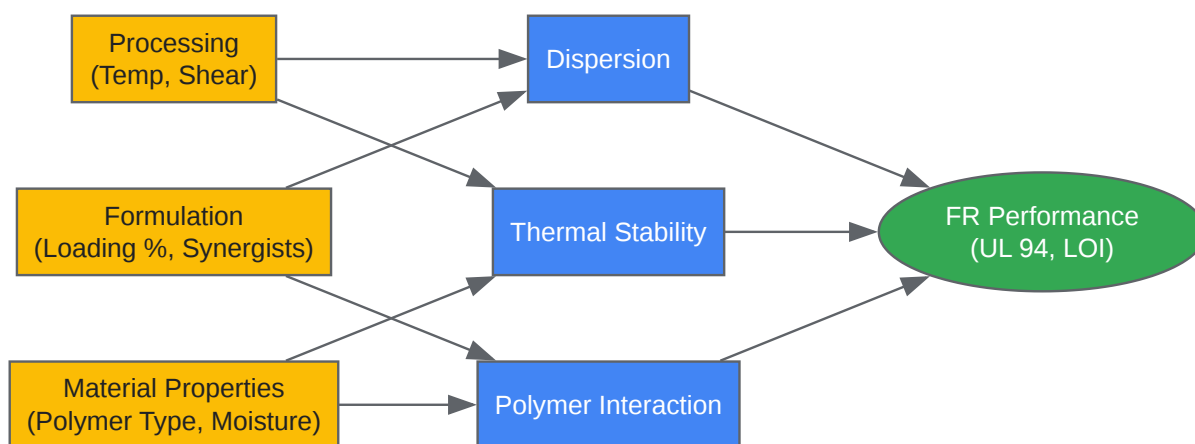 Processing
(Temp, Shear)
Dispersion
Formulation
(Loading %, Synergists)
Thermal Stability
FR Performance
(UL 94, LOI)
Material Properties
(Polymer Type, Moisture)
Polymer Interaction